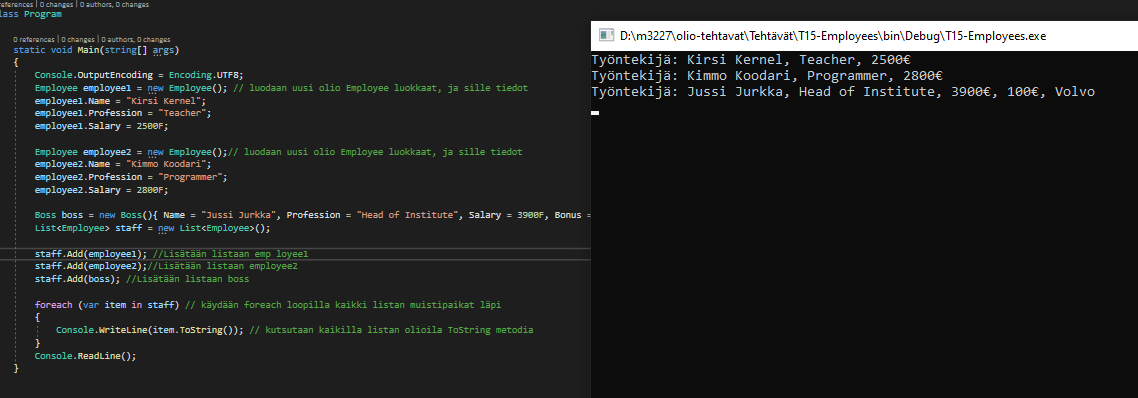 references | 0 changes | 0 authors, 0 changes
lass Program
0 references | 0 changes | 0 authors, 0 changes
static void Main(string[] args)
{
Console.OutputEncoding = Encoding.UTF8;
Employee employee1 = new Employee(); // luodaan uusi olio Employee luokkaat, ja sille tiedot
employee1.Name = "Kirsi Kernel";
employee1.Profession = "Teacher";
employee1.Salary = 2500F;
Employee employee2 = new Employee();// luodaan uusi olio Employee luokkaat, ja sille tiedot
employee2.Name = "Kimmo Koodari";
employee2.Profession = "Programmer";
employee2.Salary = 2800F;
Boss boss = new Boss(){ Name = "Jussi Jurkka", Profession = "Head of Institute", Salary = 3900F, Bonus =
List<Employee> staff = new List<Employee>();
staff.Add(employee1); //Lisätään listaan emp loyee1
staff.Add(employee2);//Lisätään listaan employee2
staff.Add(boss); //Lisätään listaan boss
foreach (var item in staff) // käydään foreach loopilla kaikki listan muistipaikat läpi
{
Console.WriteLine(item.ToString()); // kutsutaan kaikilla listan olioila ToString metodia
}
Console.ReadLine();
}
D:\m3227\olio-tehtavat\Tehtävät\T15-Employees\bin\Debug\T15-Employees.exe
Työntekijä: Kirsi Kernel, Teacher, 2500€
Työntekijä: Kimmo Koodari, Programmer, 2800€
Työntekijä: Jussi Jurkka, Head of Institute, 3900€, 100€, Volvo